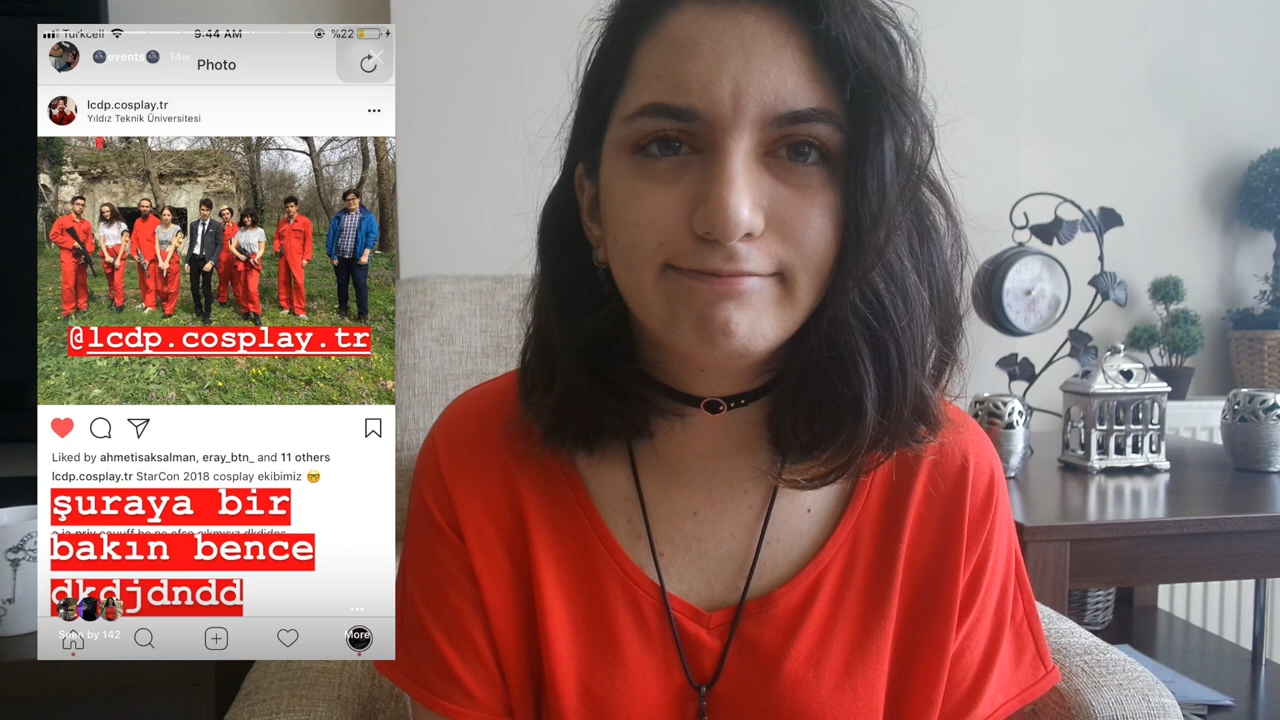 Turkcell
9:44 AM
%22
events
14w
Photo
lcdp.cosplay.tr
Yıldız Teknik Üniversitesi
@lcdp.cosplay.tr
Liked by ahmetisaksalman, eray_btn_ and 11 others
lcdp.cosplay.tr StarCon 2018 cosplay ekibimiz
şuraya bir
bakın bence
dkdjdndd
Seen by 142
More